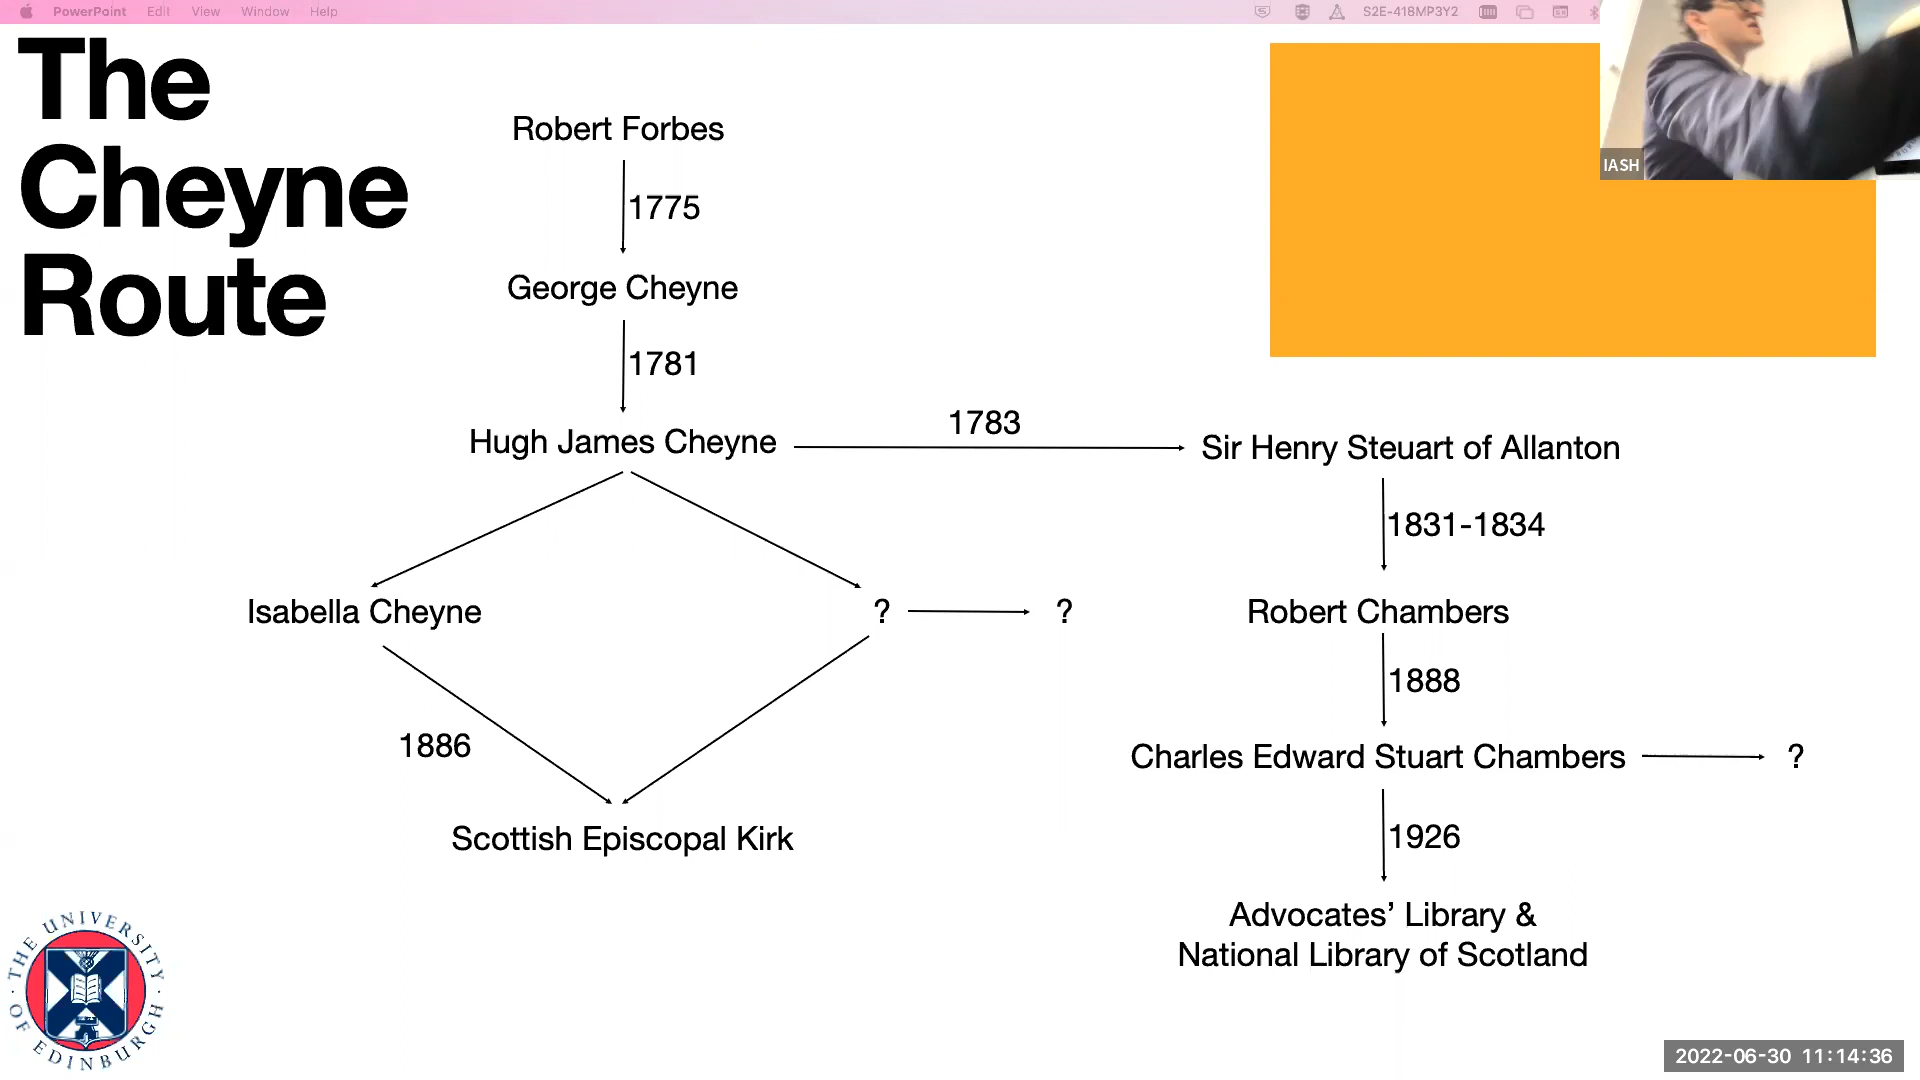 PowerPoint Edit View Window Help
S2E-418MP3Y2
The
Cheyne
Route
IASH
Robert Forbes
1775
George Cheyne
1781
Hugh James Cheyne
1783
Sir Henry Steuart of Allanton
1831-1834
Isabella Cheyne
?
?
Robert Chambers
1888
1886
Charles Edward Stuart Chambers
?
Scottish Episcopal Kirk
1926
Advocates’ Library &
National Library of Scotland
THE UNIVERSITY OF EDINBURGH
2022-06-30 11:14:36